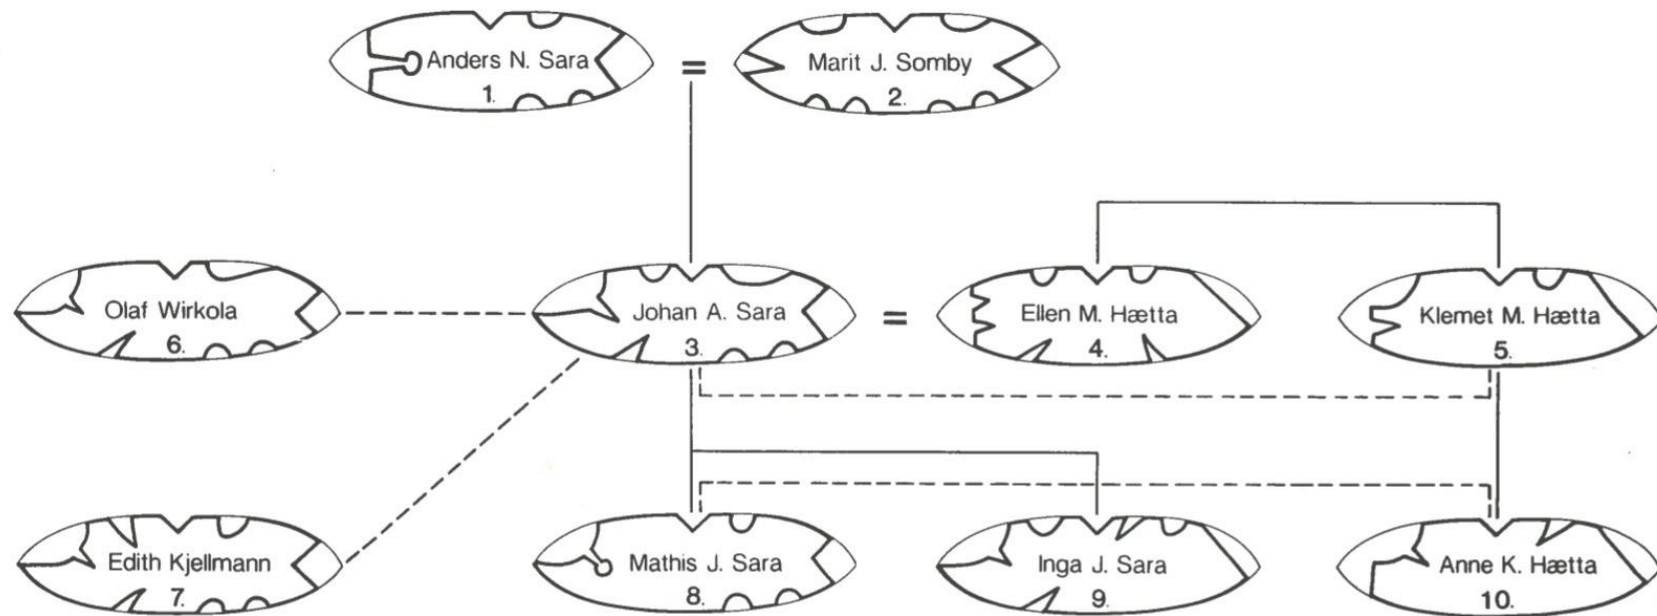 Anders N. Sara
1.
=
Marit J. Somby
2.
Olaf Wirkola
6.
Johan A. Sara
3.
=
Ellen M. Hætta
4.
Klemet M. Hætta
5.
Edith Kjellmann
7.
Mathis J. Sara
8.
Inga J. Sara
9.
Anne K. Hætta
10.